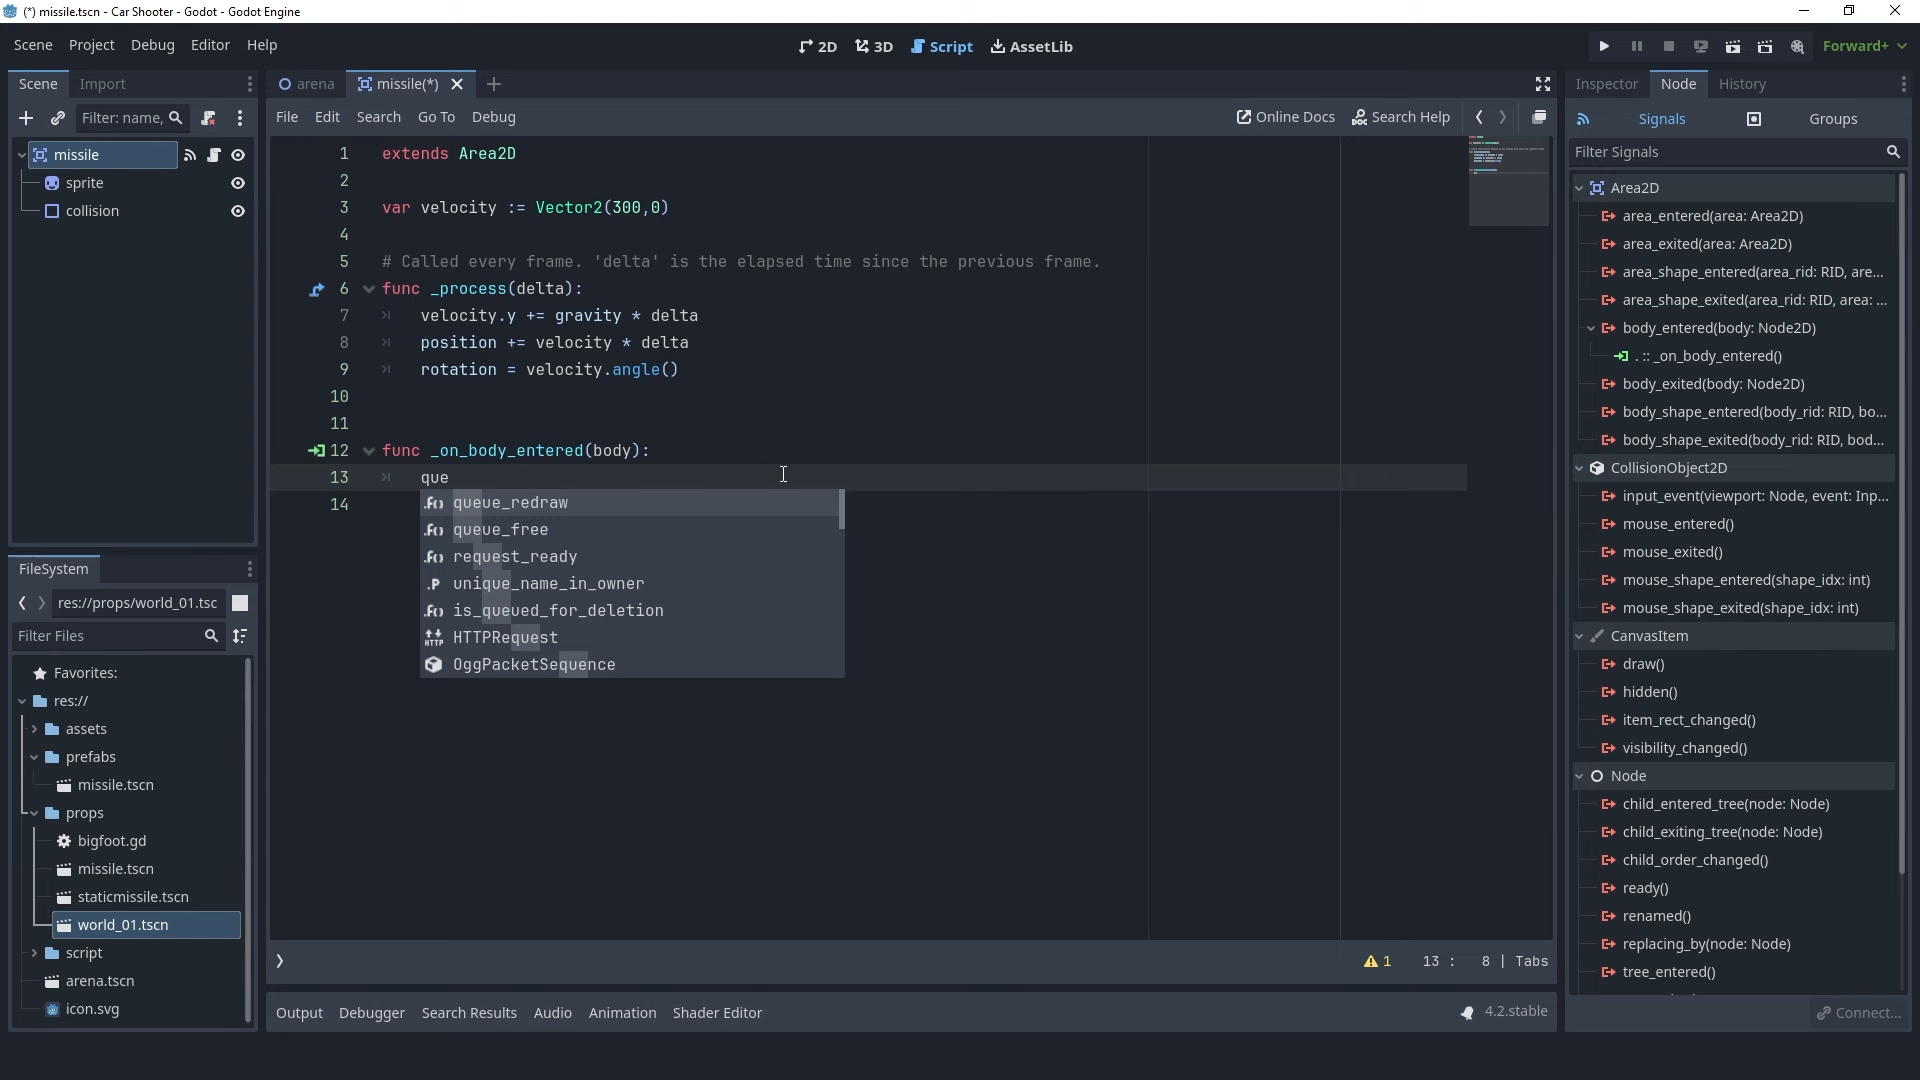 (*) missile.tscn - Car Shooter - Godot - Godot Engine
Scene Project Debug Editor Help
2D 3D Script AssetLib
Forward+
Scene Import
Filter: name,
missile
sprite
collision
FileSystem
res://props/world_01.tsc
Filter Files
Favorites:
res://
assets
prefabs
missile.tscn
props
bigfoot.gd
missile.tscn
staticmissile.tscn
world_01.tscn
script
arena.tscn
icon.svg
arena missile(*)
File Edit Search Go To Debug
Online Docs Search Help
1 extends Area2D
2
3 var velocity := Vector2(300,0)
4
5 # Called every frame. 'delta' is the elapsed time since the previous frame.
6 func _process(delta):
7 velocity.y += gravity * delta
8 position += velocity * delta
9 rotation = velocity.angle()
10
11
12 func _on_body_entered(body):
13 que
14
queue_redraw
queue_free
request_ready
unique_name_in_owner
is_queued_for_deletion
HTTPRequest
OggPacketSequence
1 13 : 8 | Tabs
Output Debugger Search Results Audio Animation Shader Editor
4.2.stable
Inspector Node History
Signals Groups
Filter Signals
Area2D
area_entered(area: Area2D)
area_exited(area: Area2D)
area_shape_entered(area_rid: RID, are...
area_shape_exited(area_rid: RID, area: ...
body_entered(body: Node2D)
. :: _on_body_entered()
body_exited(body: Node2D)
body_shape_entered(body_rid: RID, bo...
body_shape_exited(body_rid: RID, bod...
CollisionObject2D
input_event(viewport: Node, event: Inp...
mouse_entered()
mouse_exited()
mouse_shape_entered(shape_idx: int)
mouse_shape_exited(shape_idx: int)
CanvasItem
draw()
hidden()
item_rect_changed()
visibility_changed()
Node
child_entered_tree(node: Node)
child_exiting_tree(node: Node)
child_order_changed()
ready()
renamed()
replacing_by(node: Node)
tree_entered()
Connect...